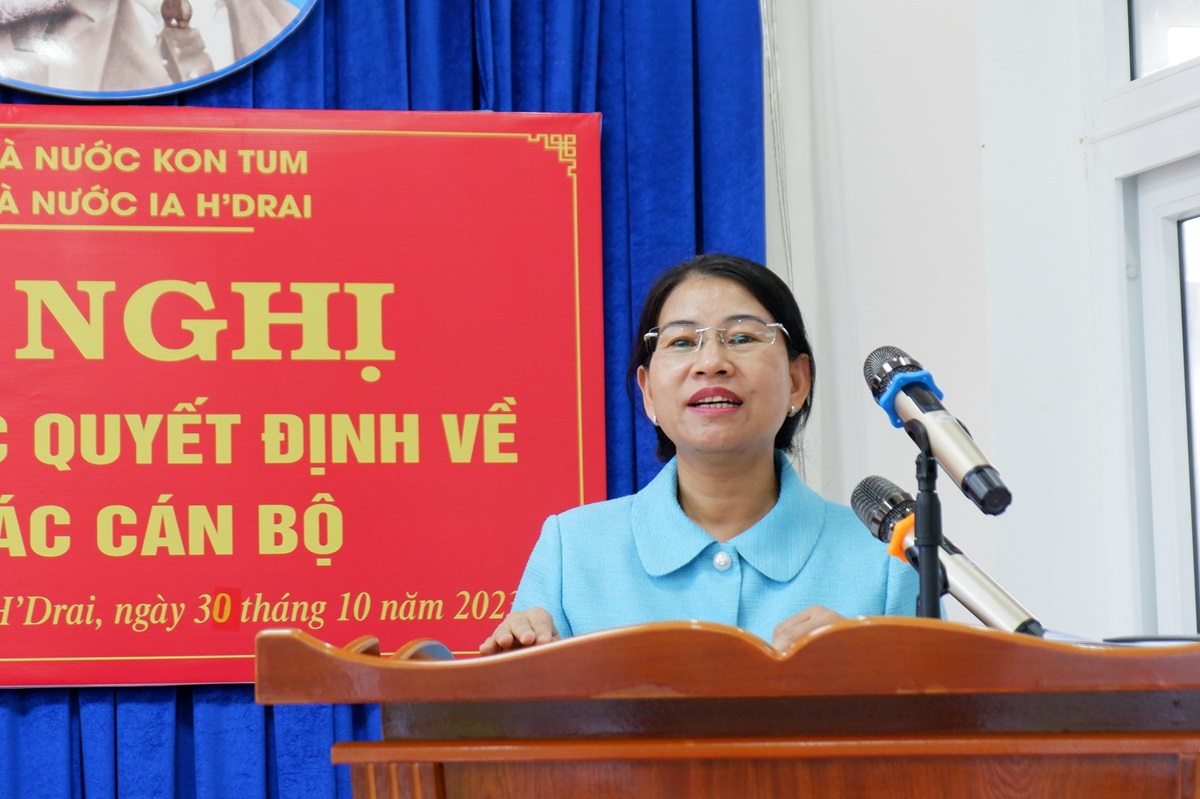 À NƯỚC KON TUM
À NƯỚC IA H'DRAI
NGHỊ
QUYẾT ĐỊNH VỀ
ÁC CÁN BỘ
H'Drai, ngày 30 tháng 10 năm